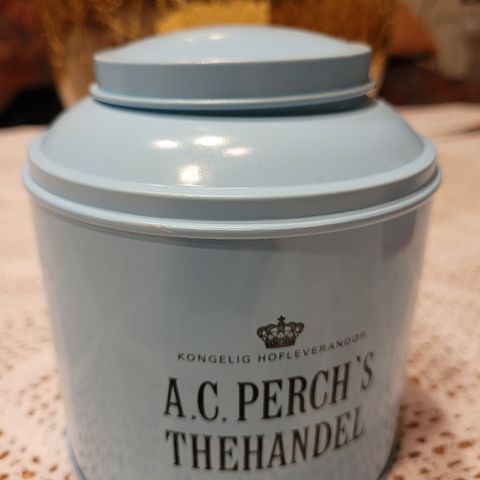 KONGELIG HOFLEVERANDØR
A.C. PERCH`S
THEHANDEL